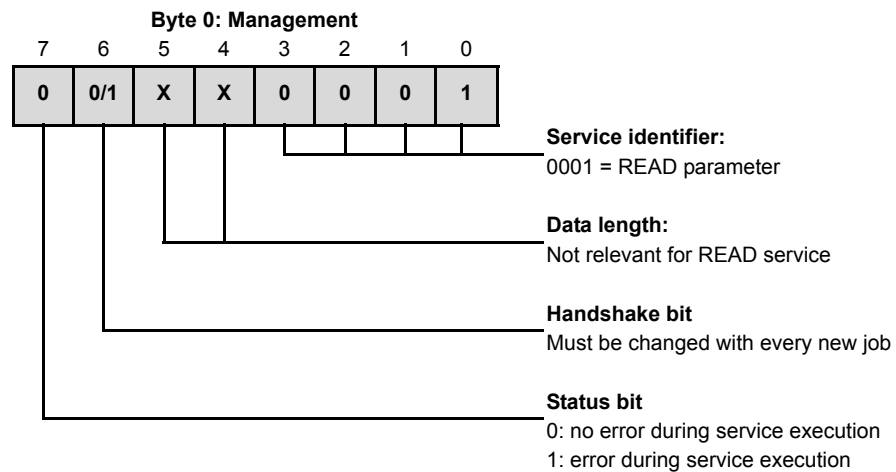 Byte 0: Management
7 6 5 4 3 2 1 0
0 0/1 X X 0 0 0 1
Service identifier:
0001 = READ parameter
Data length:
Not relevant for READ service
Handshake bit
Must be changed with every new job
Status bit
0: no error during service execution
1: error during service execution